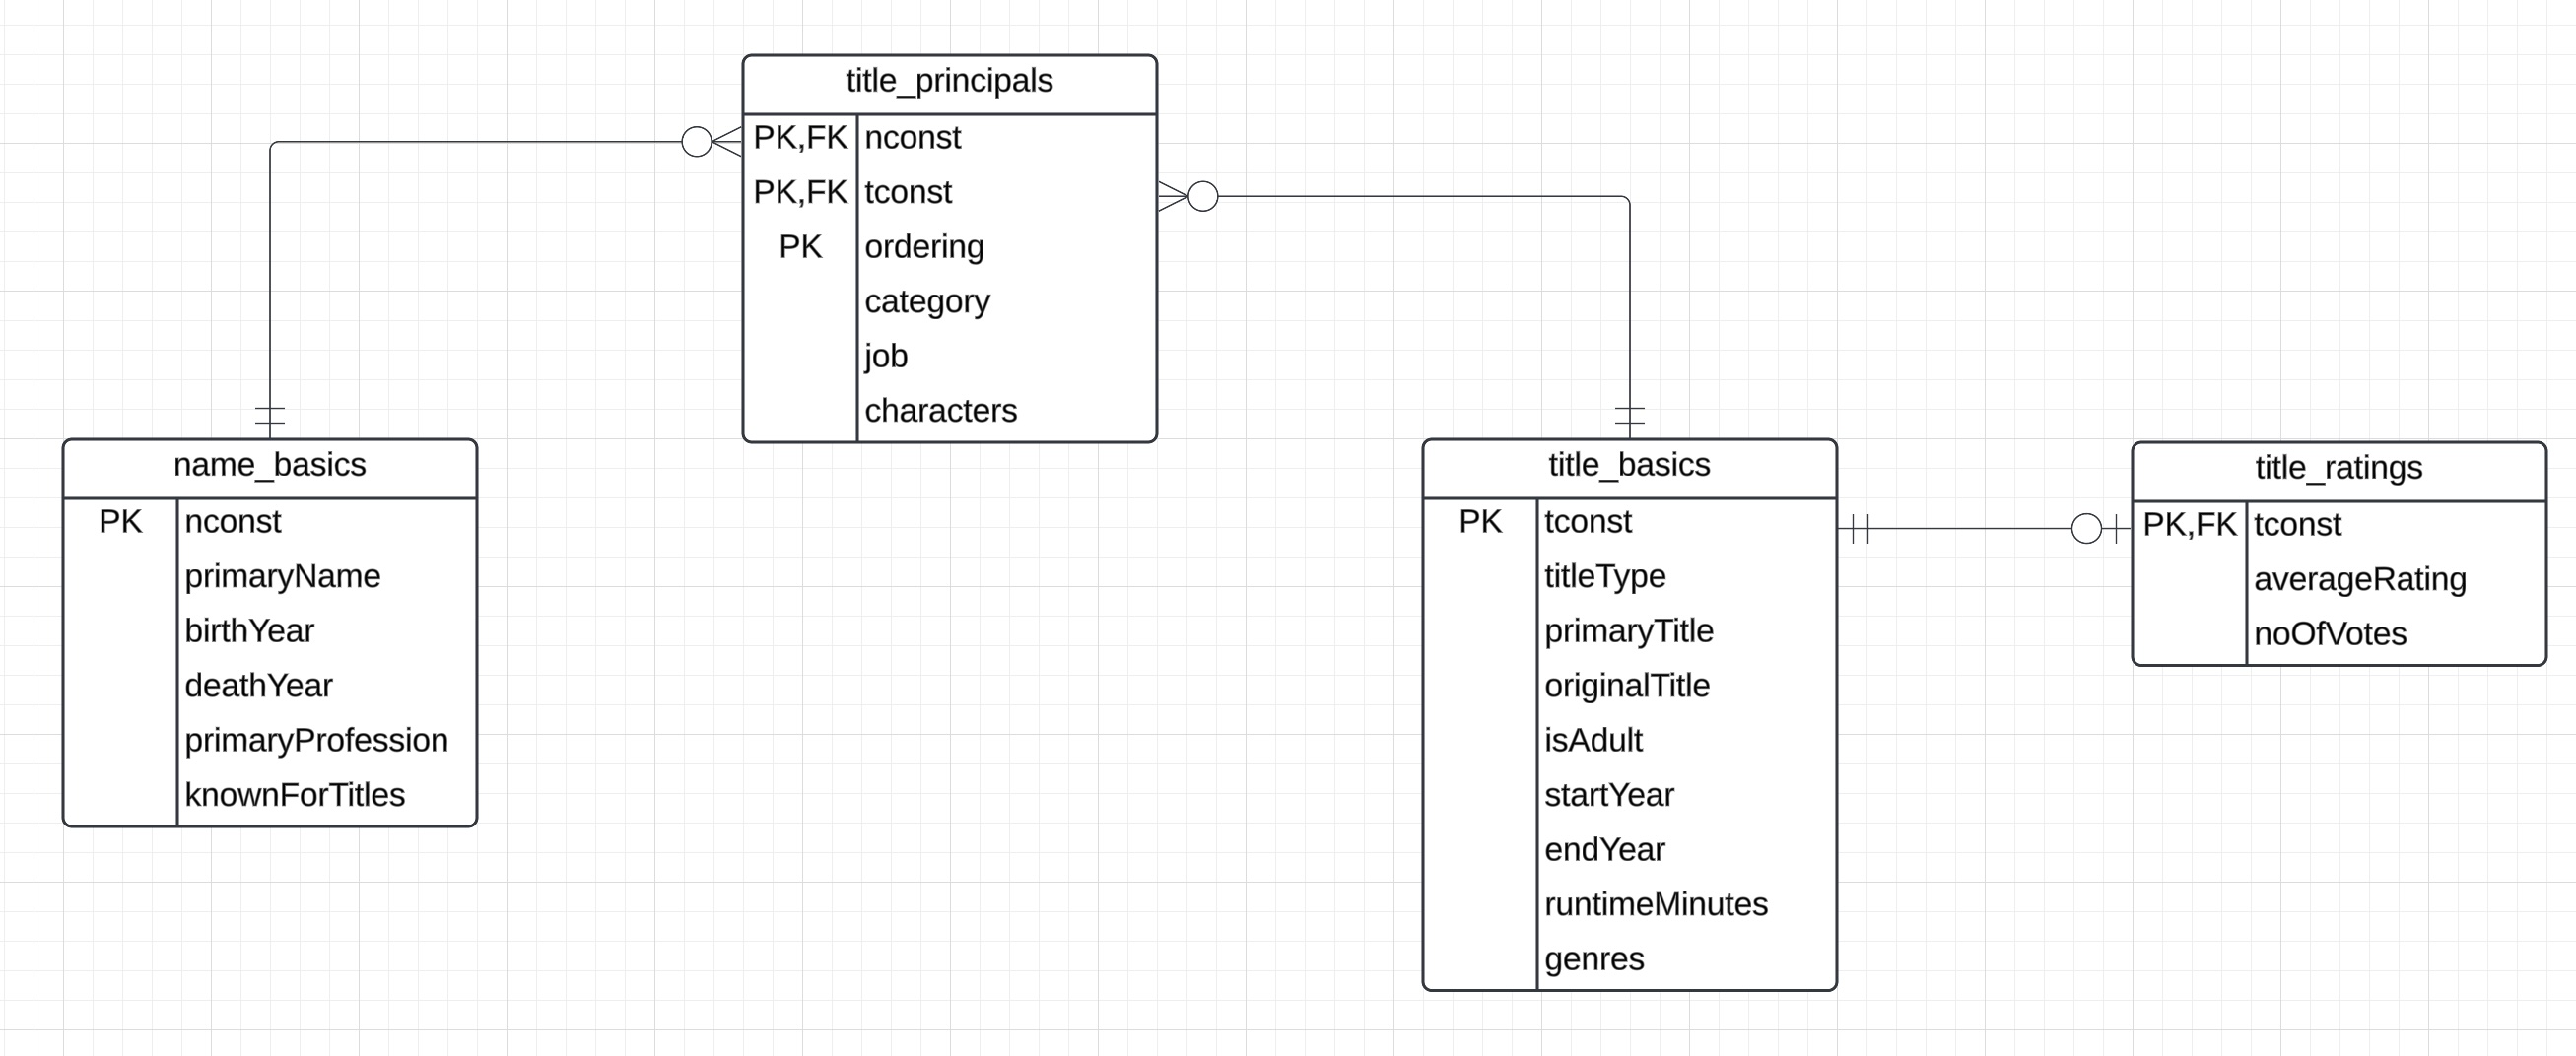 title_principals
PK,FK nconst
PK,FK tconst
PK ordering
category
job
characters
name_basics
PK nconst
primaryName
birthYear
deathYear
primaryProfession
knownForTitles
title_basics
PK tconst
titleType
primaryTitle
originalTitle
isAdult
startYear
endYear
runtimeMinutes
genres
title_ratings
PK,FK tconst
averageRating
noOfVotes